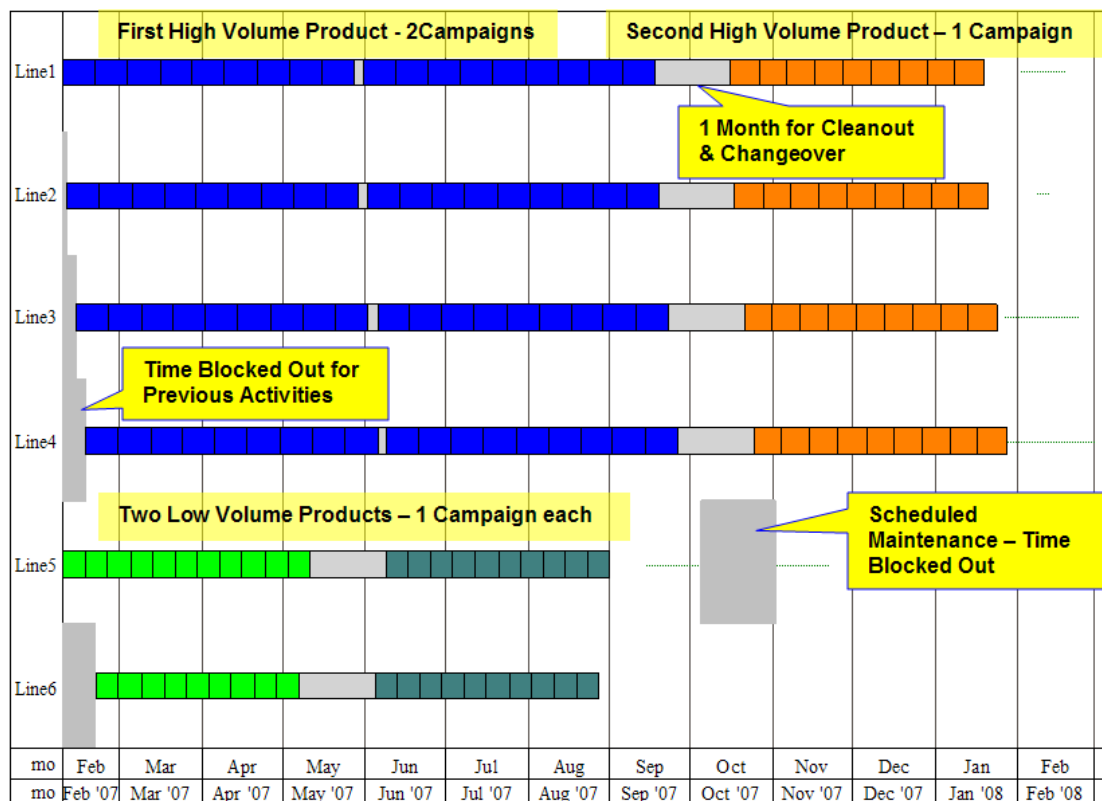 First High Volume Product - 2Campaigns
Second High Volume Product – 1 Campaign
Line1
1 Month for Cleanout
& Changeover
Line2
Line3
Time Blocked Out for
Previous Activities
Line4
Two Low Volume Products – 1 Campaign each
Scheduled
Maintenance – Time
Blocked Out
Line5
Line6
mo Feb Mar Apr May Jun Jul Aug Sep Oct Nov Dec Jan Feb
mo Feb '07 Mar '07 Apr '07 May '07 Jun '07 Jul '07 Aug '07 Sep '07 Oct '07 Nov '07 Dec '07 Jan '08 Feb '08